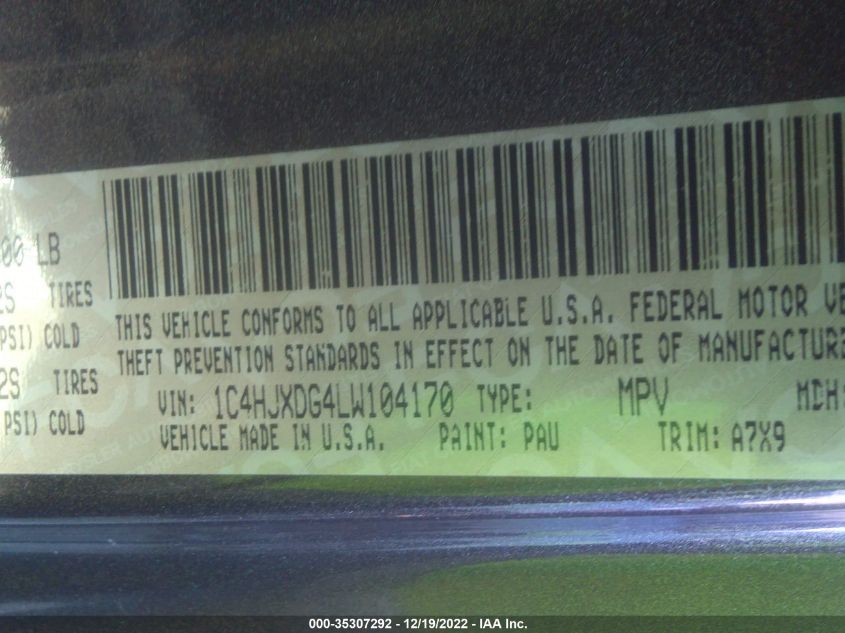 00 LB
2S TIRES
PSI) COLD
2S TIRES
PSI) COLD
THIS VEHICLE CONFORMS TO ALL APPLICABLE U.S.A. FEDERAL MOTOR VE
THEFT PREVENTION STANDARDS IN EFFECT ON THE DATE OF MANUFACTURE
VIN: 1C4HJXDG4LW104170 TYPE: MPV MDH:
VEHICLE MADE IN U.S.A. PAINT: PAU TRIM: A7X9
000-35307292 - 12/19/2022 - IAA Inc.